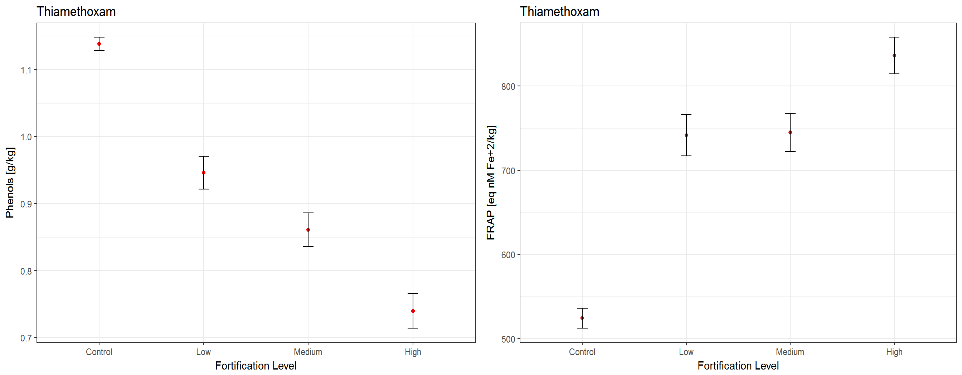 Thiamethoxam
Phenols [g/kg]
1.1
1.0
0.9
0.8
0.7
Control Low Medium High
Fortification Level
Thiamethoxam
FRAP [eq nM Fe+2/kg]
800
700
600
500
Control Low Medium High
Fortification Level